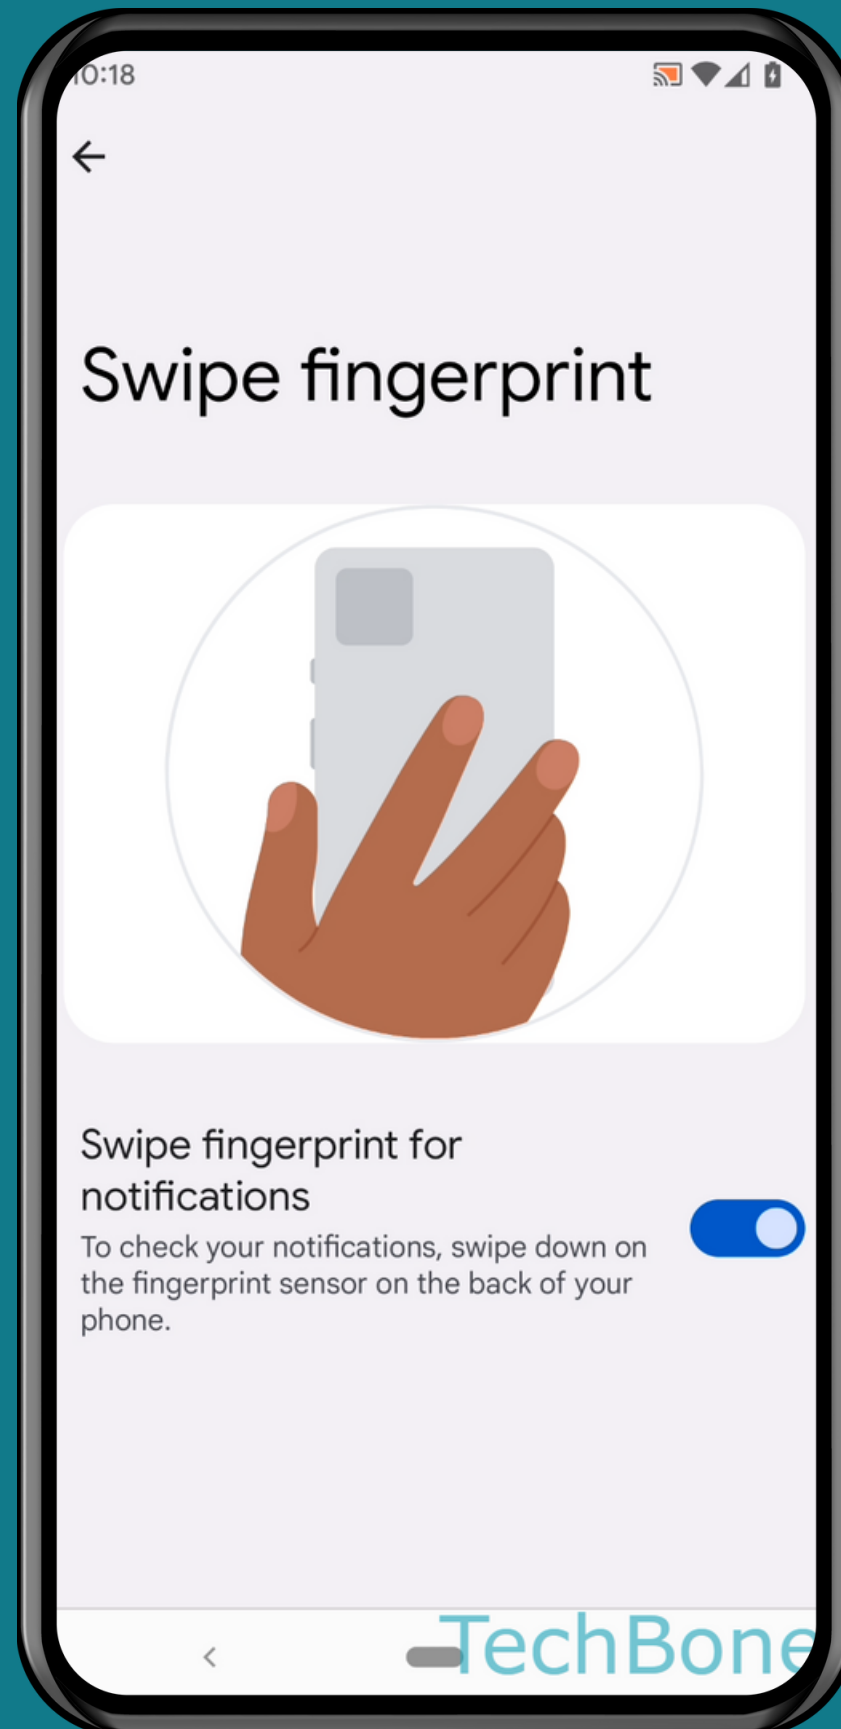 10:18
Swipe fingerprint
Swipe fingerprint for
notifications
To check your notifications, swipe down on
the fingerprint sensor on the back of your
phone.
TechBone